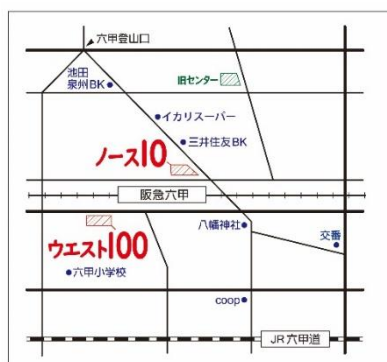 六甲登山口
池田
泉州BK
旧センター
イカリスーパー
三井住友BK
ノース10
阪急六甲
八幡神社
交番
ウエスト100
六甲小学校
coop
JR六甲道